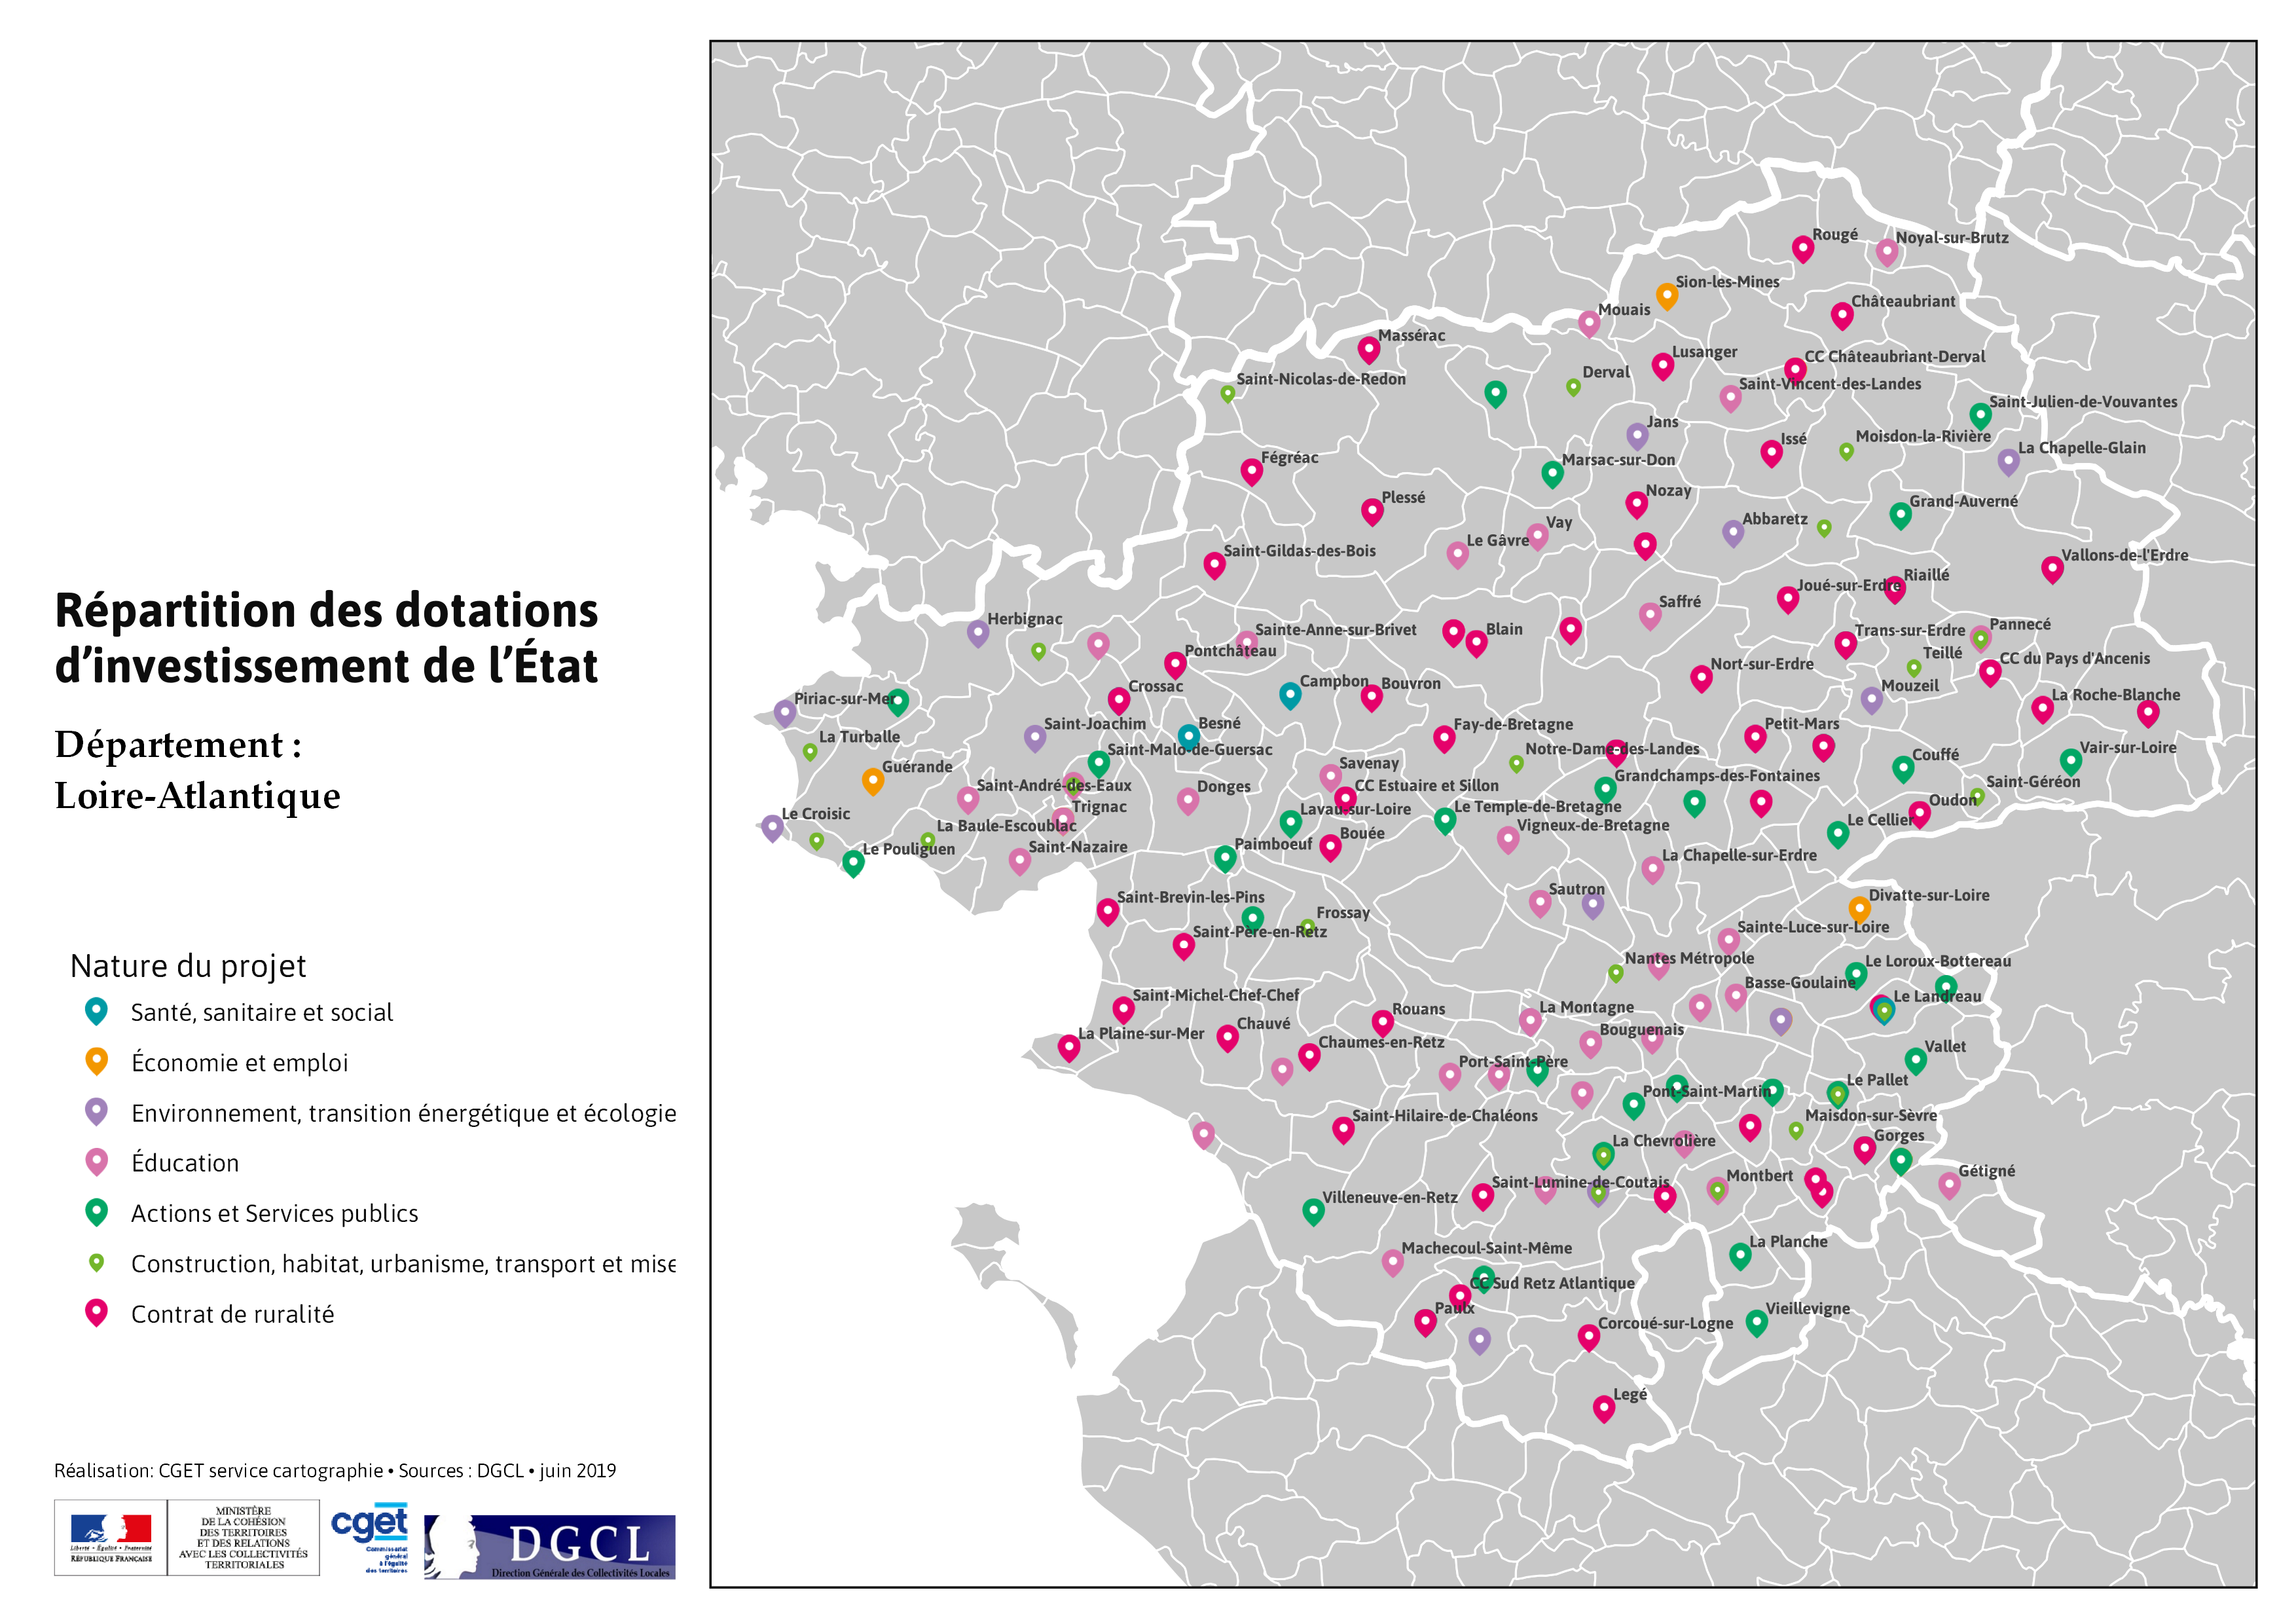 Répartition des dotations
d’investissement de l’État
Département :
Loire-Atlantique
Nature du projet
Santé, sanitaire et social
Économie et emploi
Environnement, transition énergétique et écologie
Éducation
Actions et Services publics
Construction, habitat, urbanisme, transport et mise
Contrat de ruralité
Réalisation: CGET service cartographie • Sources : DGCL • juin 2019
Liberté • Égalité • Fraternité
RÉPUBLIQUE FRANÇAISE
MINISTÈRE
DE LA COHÉSION
DES TERRITOIRES
ET DES RELATIONS
AVEC LES COLLECTIVITÉS
TERRITORIALES
cget
Commissariat
général
à l'égalité
des territoires
DGCL
Direction Générale des Collectivités Locales
Rougé
Noyal-sur-Brutz
Sion-les-Mines
Châteaubriant
Mouais
Massérac
Lusanger
CC Châteaubriant-Derval
Derval
Saint-Nicolas-de-Redon
Saint-Vincent-des-Landes
Saint-Julien-de-Vouvantes
Jans
Issé
Moisdon-la-Rivière
La Chapelle-Glain
Fégréac
Marsac-sur-Don
Nozay
Plessé
Grand-Auverné
Vay
Abbaretz
Le Gâvre
Saint-Gildas-des-Bois
Vallons-de-l'Erdre
Riaillé
Joué-sur-Erdre
Saffré
Herbignac
Pannecé
Sainte-Anne-sur-Brivet
Blain
Trans-sur-Erdre
Pontchâteau
Teillé
CC du Pays d'Ancenis
Nort-sur-Erdre
Campbon
Bouvron
Crossac
Mouzeil
La Roche-Blanche
Piriac-sur-Mer
Saint-Joachim
Besné
Fay-de-Bretagne
Petit-Mars
La Turballe
Saint-Malo-de-Guersac
Notre-Dame-des-Landes
Vair-sur-Loire
Couffé
Guérande
Savenay
Grandchamps-des-Fontaines
Saint-André-des-Eaux
Donges
CC Estuaire et Sillon
Saint-Géréon
Trignac
Lavau-sur-Loire
Le Temple-de-Bretagne
Oudon
Le Croisic
La Baule-Escoublac
Vigneux-de-Bretagne
Le Cellier
Bouée
Le Pouliguen
Saint-Nazaire
Paimboeuf
La Chapelle-sur-Erdre
Saint-Brevin-les-Pins
Sautron
Divatte-sur-Loire
Frossay
Saint-Père-en-Retz
Sainte-Luce-sur-Loire
Nantes Métropole
Le Loroux-Bottereau
Basse-Goulaine
Saint-Michel-Chef-Chef
Le Landreau
Rouans
La Montagne
Chauvé
La Plaine-sur-Mer
Bouguenais
Chaumes-en-Retz
Vallet
Port-Saint-Père
Le Pallet
Pont-Saint-Martin
Saint-Hilaire-de-Chaléons
Maisdon-sur-Sèvre
La Chevrolière
Gorges
Gétigné
Montbert
Saint-Lumine-de-Coutais
Villeneuve-en-Retz
La Planche
Machecoul-Saint-Même
CC Sud Retz Atlantique
Paulx
Vieillevigne
Corcoué-sur-Logne
Legé